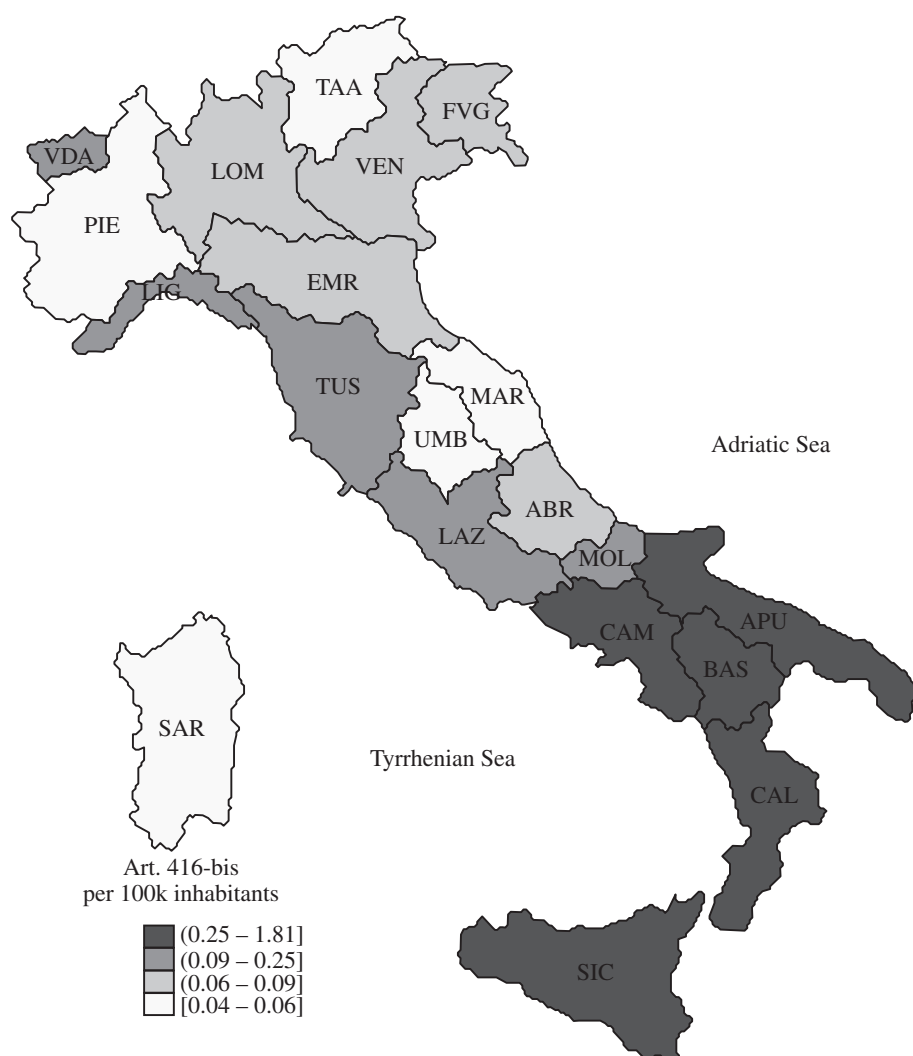 TAA
FVG
VDA
LOM
VEN
PIE
EMR
LIG
TUS
MAR
UMB
Adriatic Sea
ABR
LAZ
MOL
APU
CAM
BAS
SAR
Tyrrhenian Sea
CAL
Art. 416-bis
per 100k inhabitants
(0.25 – 1.81]
(0.09 – 0.25]
(0.06 – 0.09]
[0.04 – 0.06]
SIC